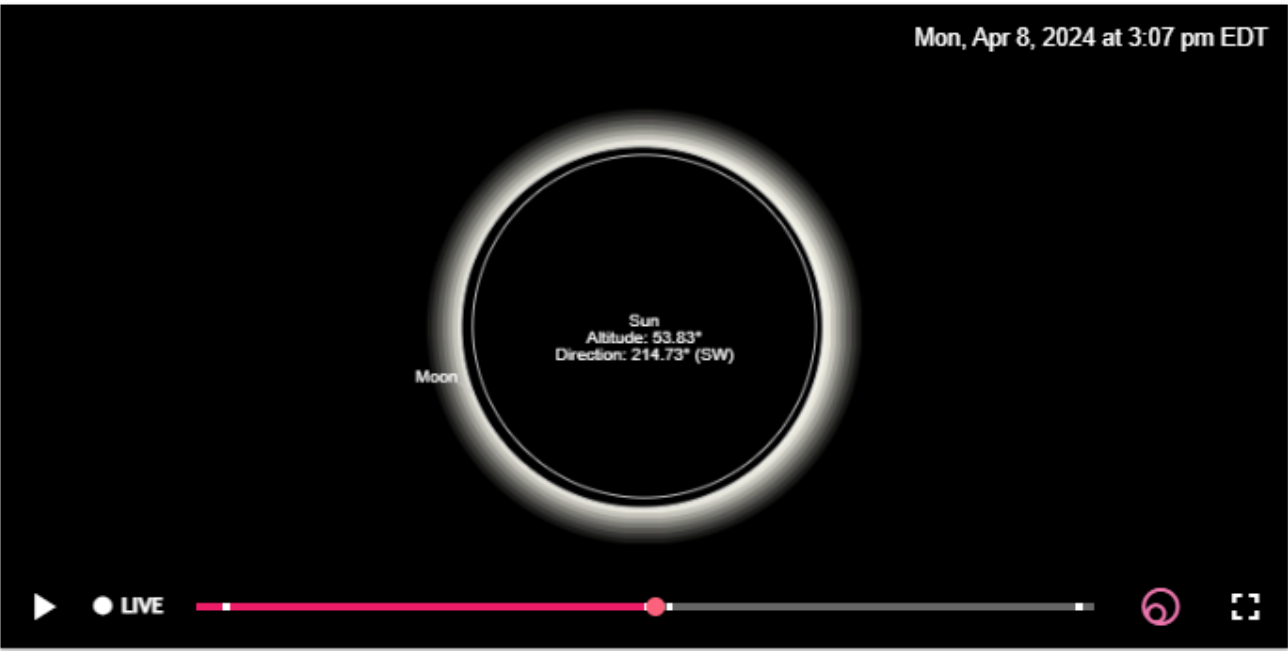 Mon, Apr 8, 2024 at 3:07 pm EDT
Sun
Altitude: 53.83°
Direction: 214.73° (SW)
Moon
LIVE